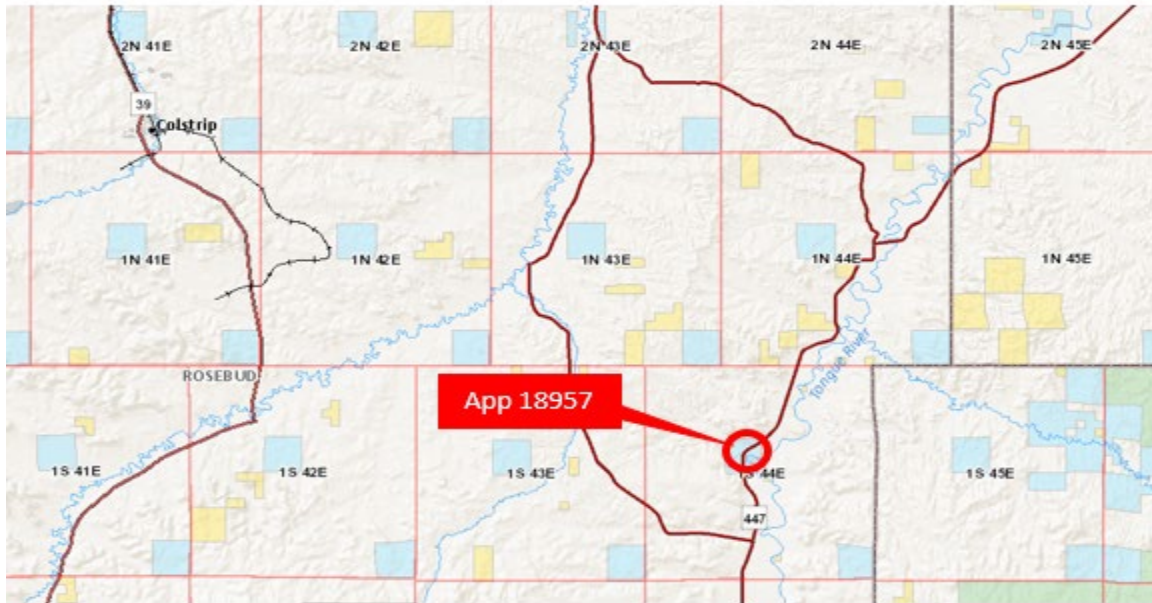 2N 41E
2N 42E
2N 43E
2N 44E
2N 45E
39
Colstrip
1N 41E
1N 42E
1N 43E
1N 44E
1N 45E
Tongue River
ROSEBUD
App 18957
1S 41E
1S 42E
1S 43E
1S 44E
1S 45E
447